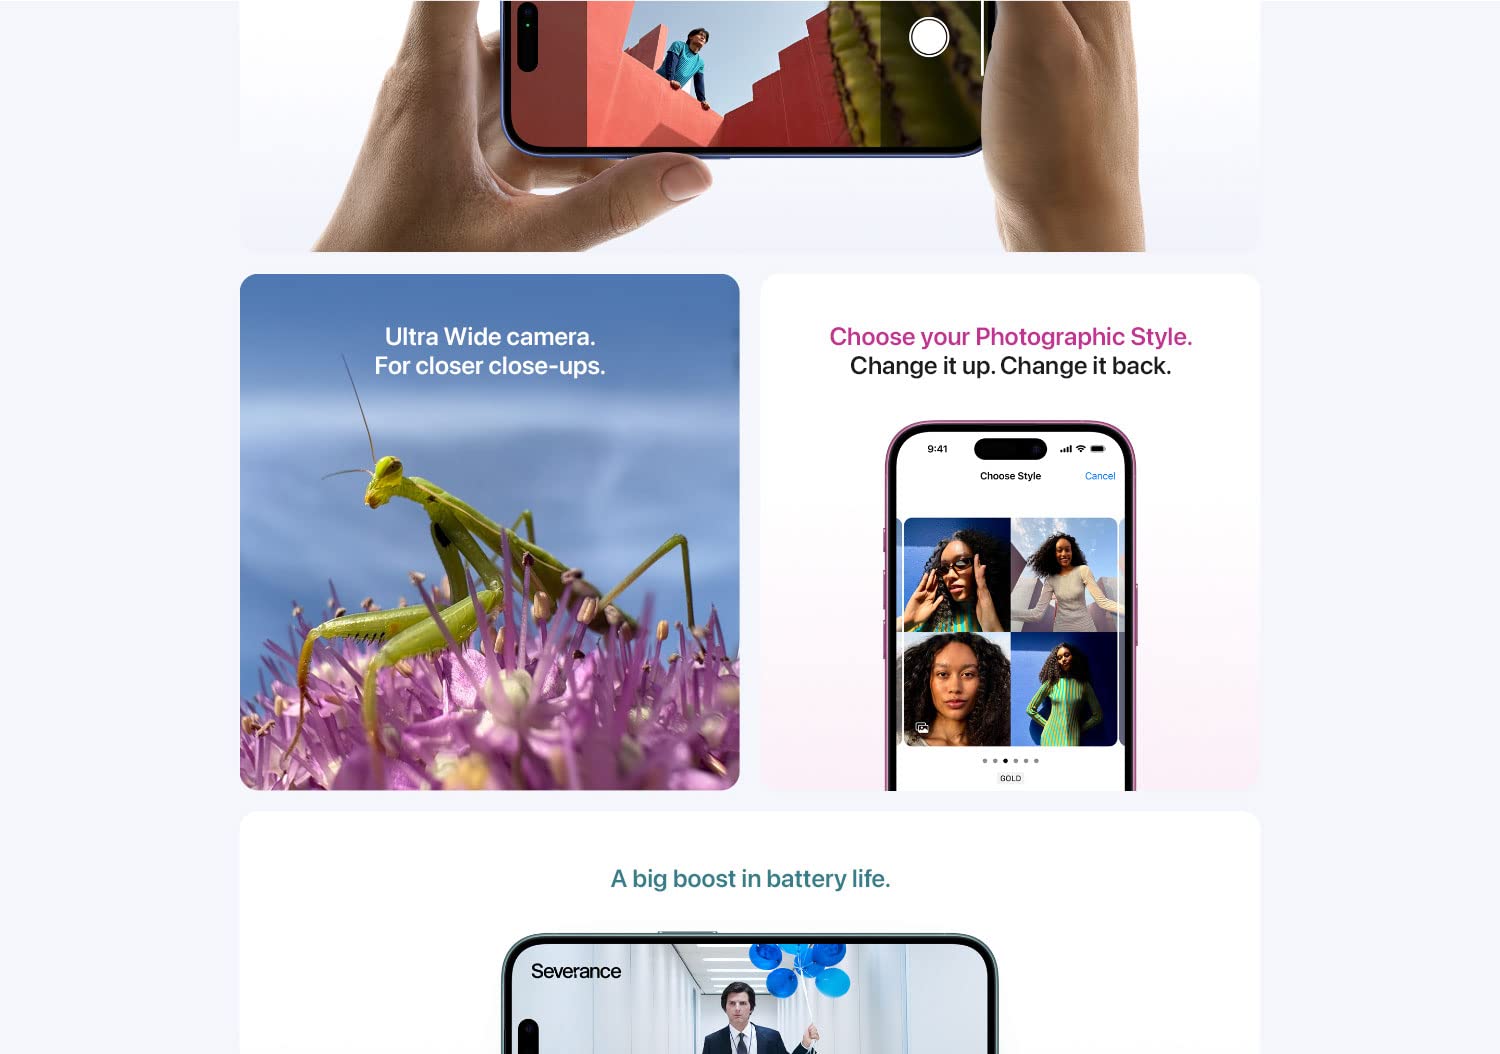 Ultra Wide camera.
For closer close-ups.
Choose your Photographic Style.
Change it up. Change it back.
9:41
Choose Style
Cancel
GOLD
A big boost in battery life.
Severance